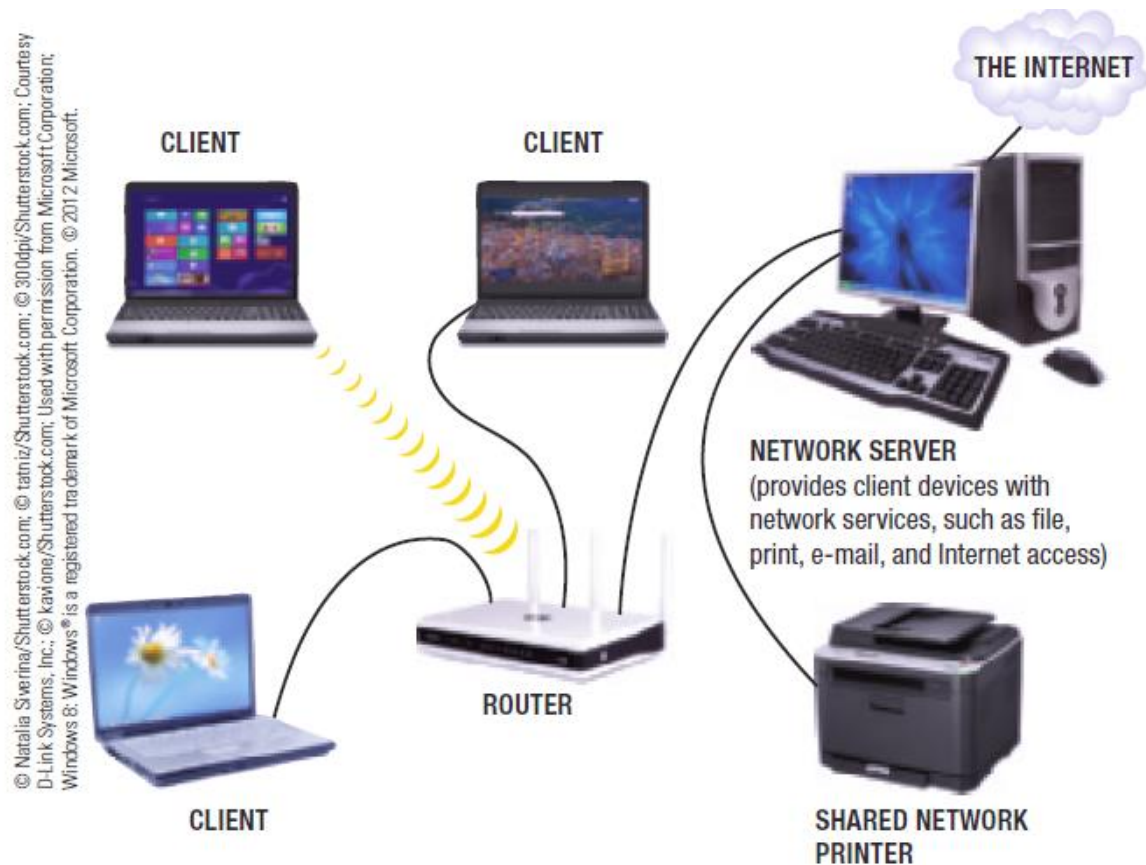 © Natalia Siverina/Shutterstock.com; © tatniz/Shutterstock.com; © 300dpi/Shutterstock.com; Courtesy
D-Link Systems, Inc.; © kavione/Shutterstock.com; Used with permission from Microsoft Corporation;
Windows 8: Windows® is a registered trademark of Microsoft Corporation. © 2012 Microsoft.
THE INTERNET
CLIENT
CLIENT
NETWORK SERVER
(provides client devices with
network services, such as file,
print, e-mail, and Internet access)
ROUTER
CLIENT
SHARED NETWORK
PRINTER